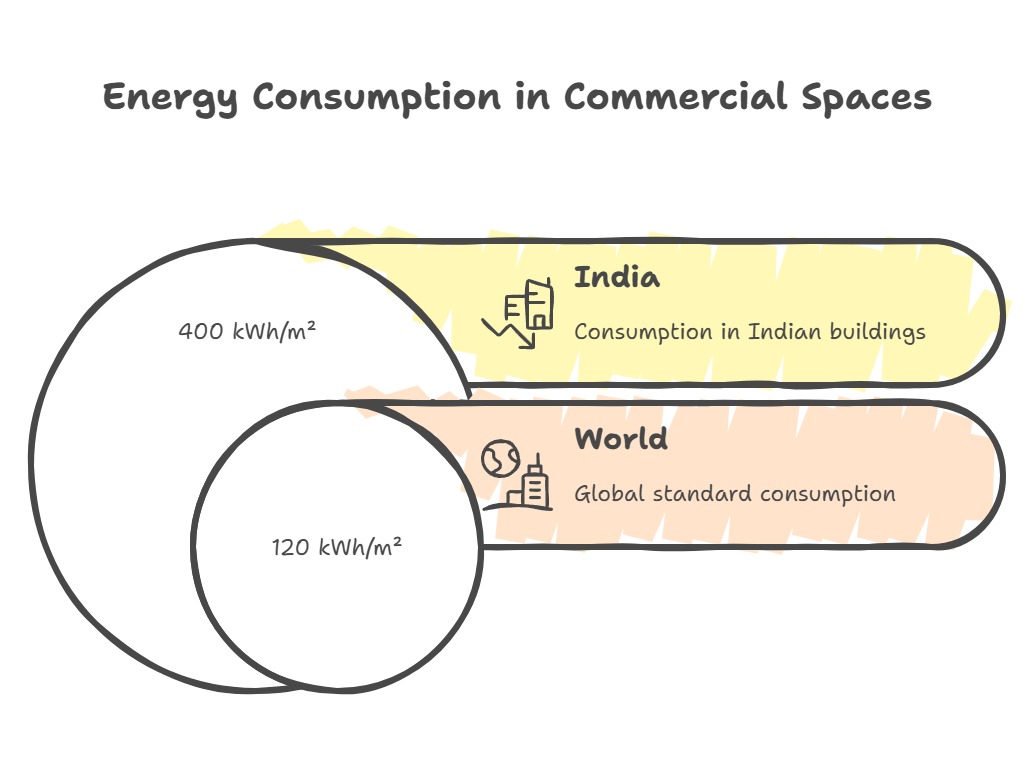 Energy Consumption in Commercial Spaces
400 kWh/m²
India
Consumption in Indian buildings
120 kWh/m²
World
Global standard consumption